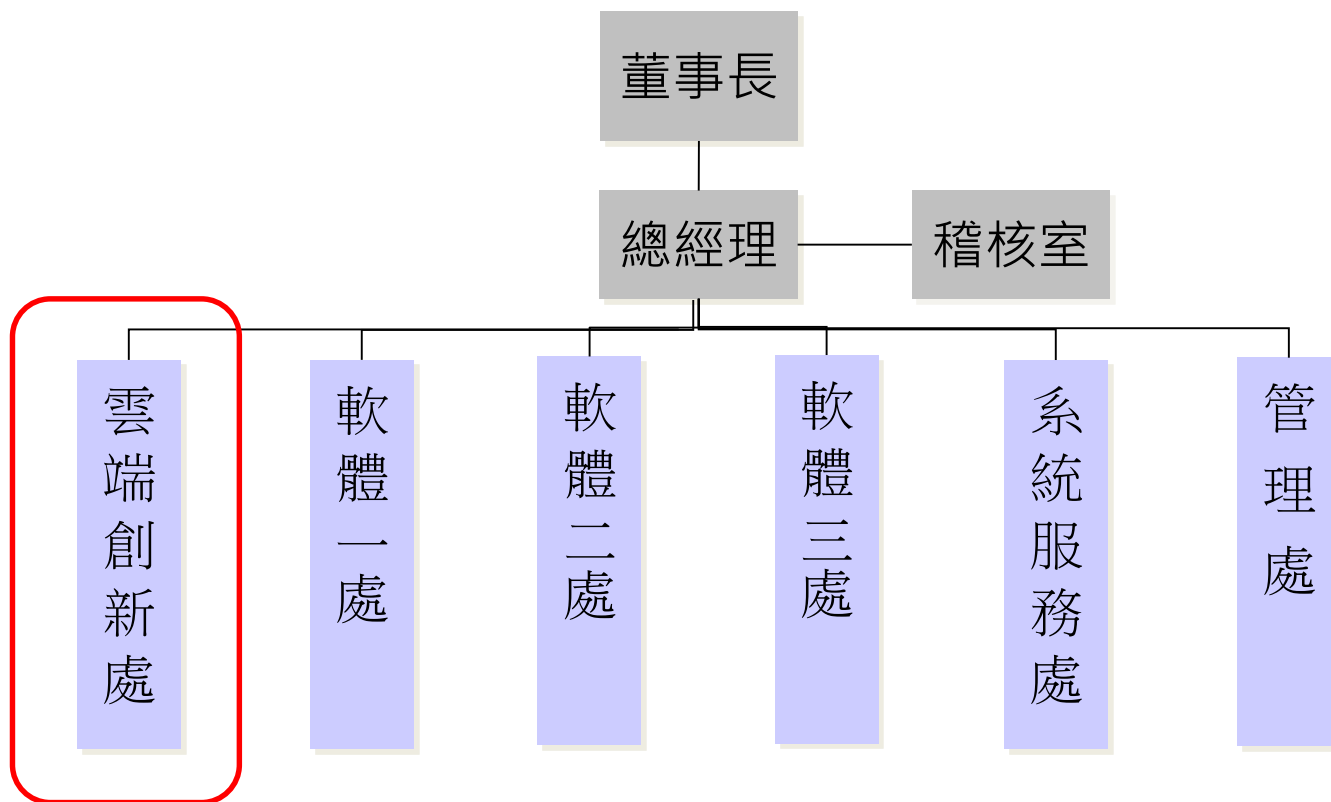 董事長
總經理
稽核室
雲端創新處
軟體一處
軟體二處
軟體三處
系統服務處
管理處